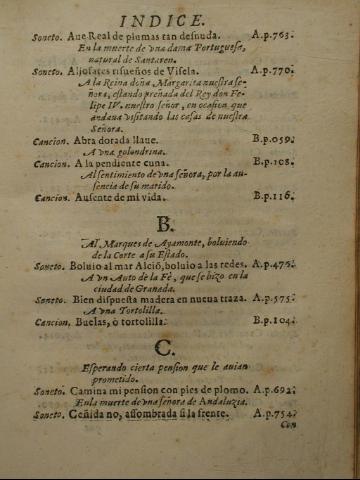 INDICE.
Soneto. Aue Real de plumas tan desnuda. A.p.763.
En la muerte de vna dama Portuguesa,
natural de Santaren.
Soneto. Aljofares risueños de Visela. A.p.770.
A la Reina doña Margarita nuestra se-
ñora, estando preñada del Rey don Fe-
lipe IV. nuestro señor, en ocasion que
andaua visitando las casas de nuestra
Señora.
Cancion. Abra dorada llaue. B.p.059.
A vna golondrina.
Cancion. A la pendiente cuna. B.p.108.
Al sentimiento de vna señora, por la au-
sencia de su marido.
Cancion. Ausente de mi vida. B.p.116.
B.
Al Marques de Ayamonte, boluiendo
de la Corte a su Estado.
Soneto. Boluio al mar Alciō, boluio a las redes. A.p.475.
A vn Auto de la Fé, que se hizo en la
ciudad de Granada.
Soneto. Bien dispuesta madera en nueua traza. A.p.575.
A vna Tortolilla.
Cancion. Buelas, ò tortolilla. B.p.104.
C.
Esperando cierta pension que le auian
prometido.
Soneto. Camina mi pension con pies de plomo. A.p.692.
En la muerte de vna señora de Andaluzia.
Soneto. Ceñida no, assombrada si la frente. A.p.754.
Can